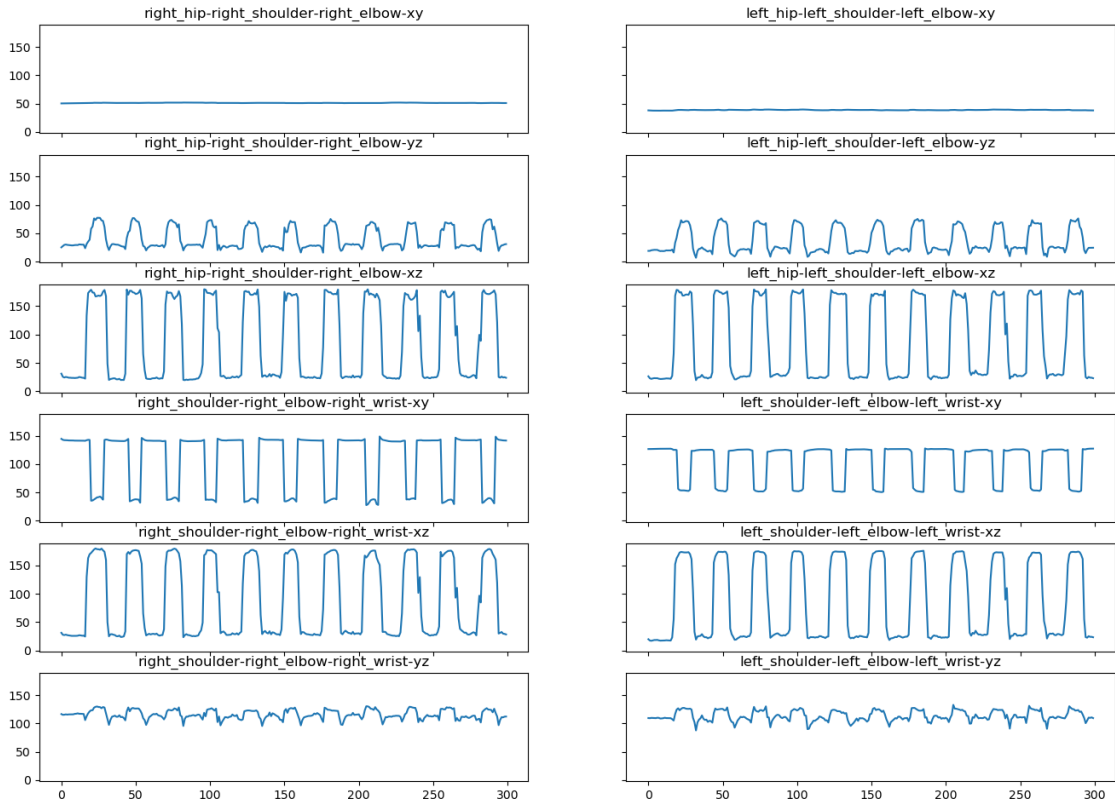 right_hip-right_shoulder-right_elbow-xy
left_hip-left_shoulder-left_elbow-xy
150
100
50
0
right_hip-right_shoulder-right_elbow-yz
left_hip-left_shoulder-left_elbow-yz
150
100
50
0
right_hip-right_shoulder-right_elbow-xz
left_hip-left_shoulder-left_elbow-xz
150
100
50
0
right_shoulder-right_elbow-right_wrist-xy
left_shoulder-left_elbow-left_wrist-xy
150
100
50
0
right_shoulder-right_elbow-right_wrist-xz
left_shoulder-left_elbow-left_wrist-xz
150
100
50
0
right_shoulder-right_elbow-right_wrist-yz
left_shoulder-left_elbow-left_wrist-yz
150
100
50
0
0 50 100 150 200 250 300
0 50 100 150 200 250 300